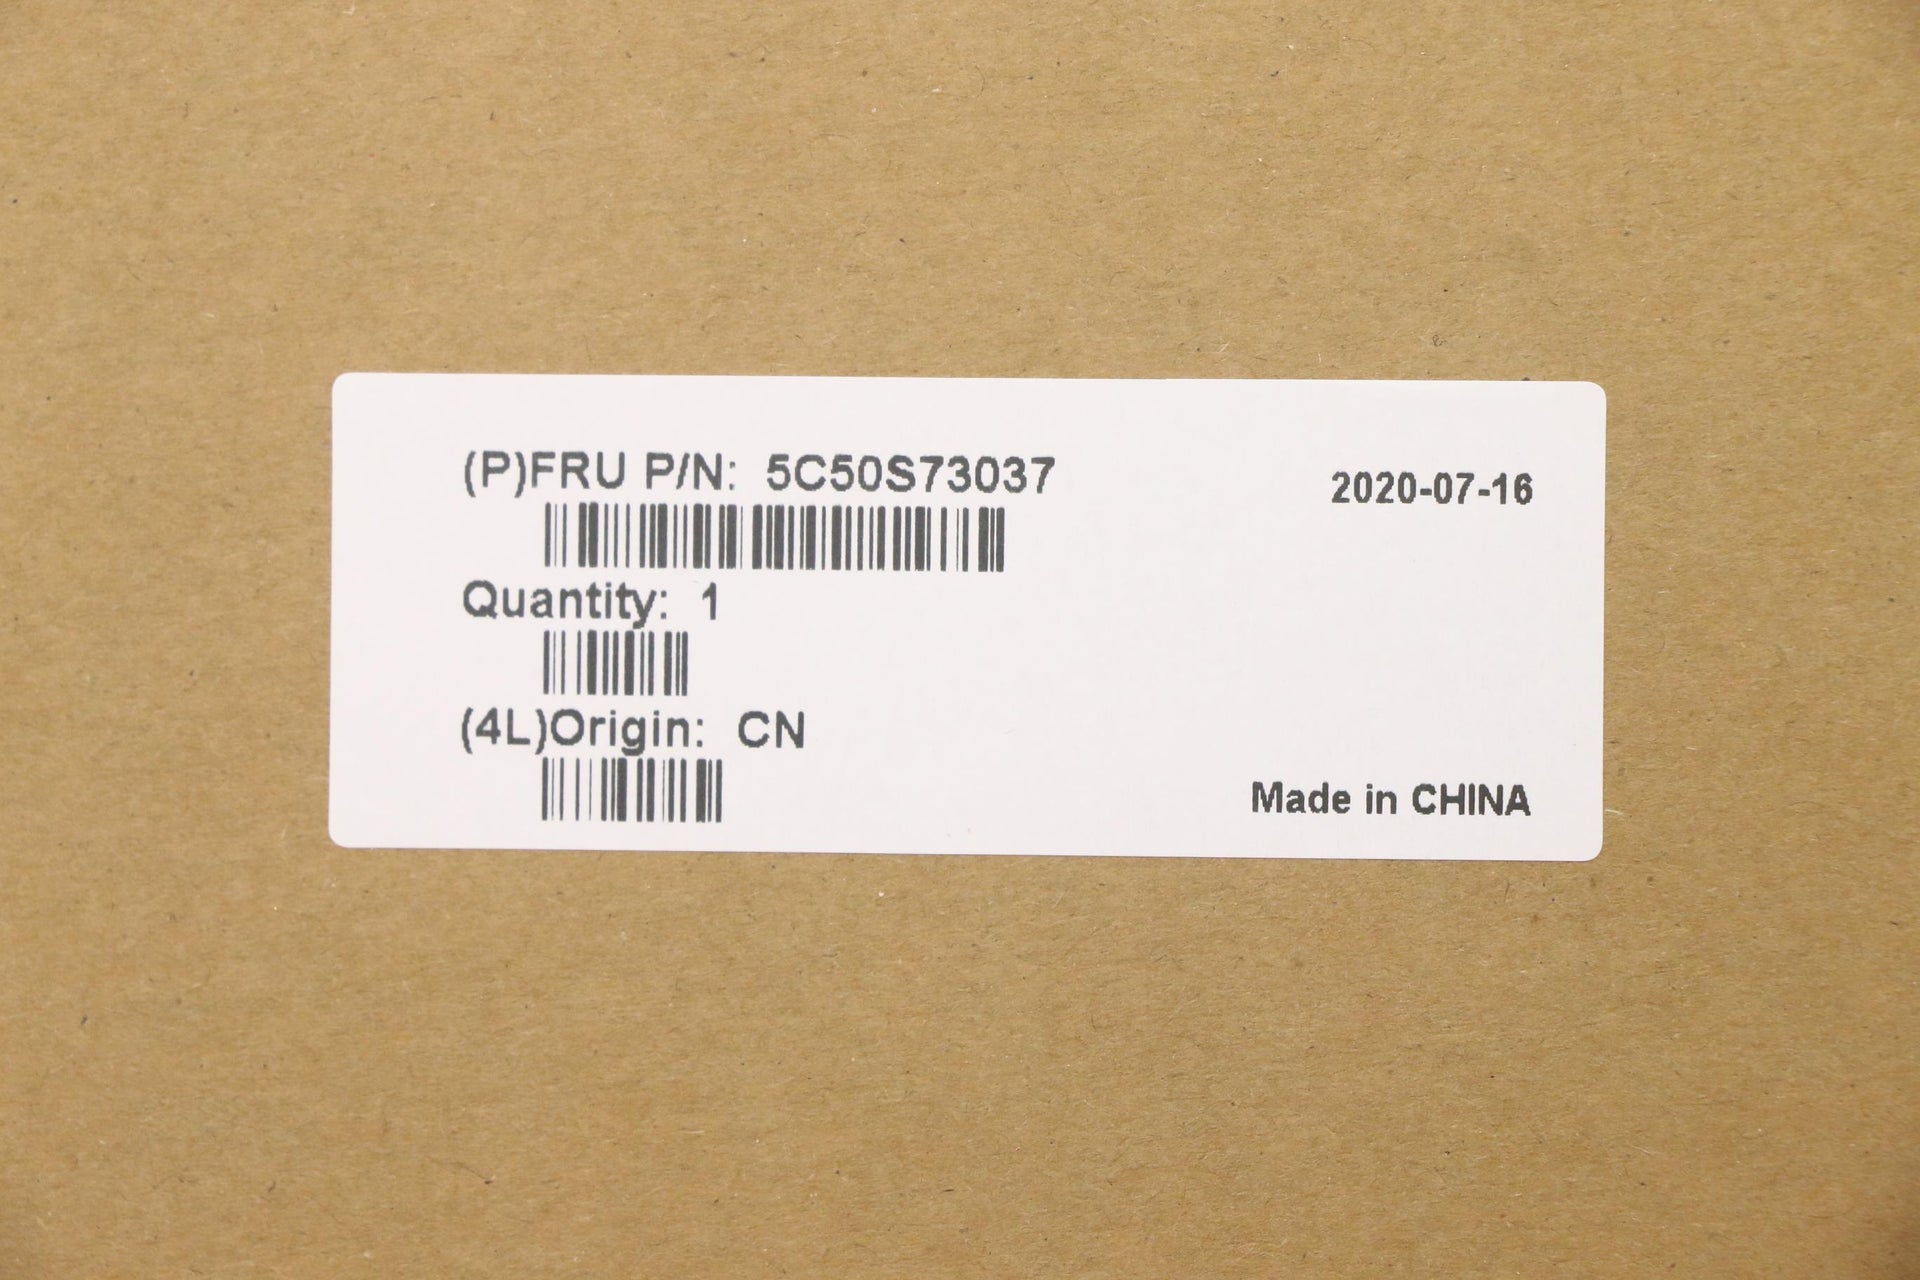 (P)FRU P/N: 5C50S73037
2020-07-16
Quantity: 1
(4L)Origin: CN
Made in CHINA